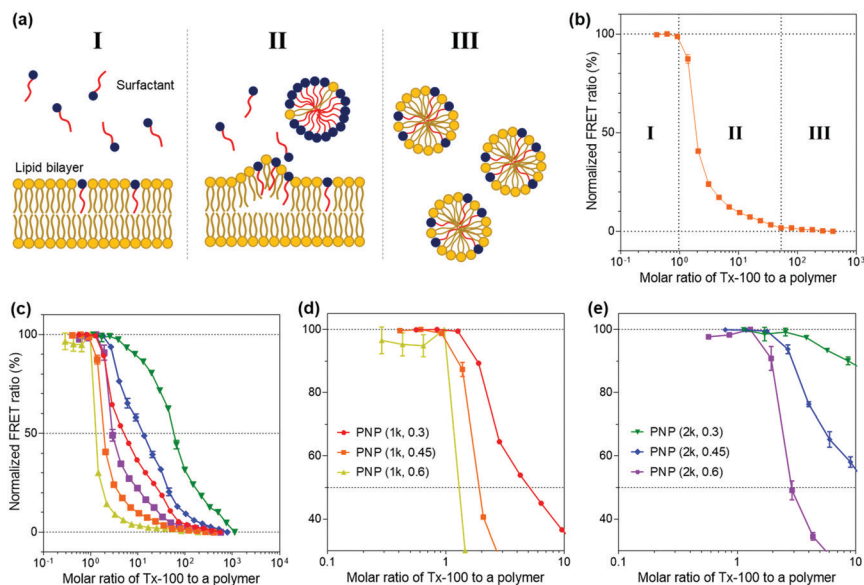 (a)
I
II
III
Surfactant
Lipid bilayer
(b)
Normalized FRET ratio (%)
100
50
0
I
II
III
10-1
100
101
102
103
Molar ratio of Tx-100 to a polymer
(c)
Normalized FRET ratio (%)
100
50
0
10-1
100
101
102
103
104
Molar ratio of Tx-100 to a polymer
(d)
100
80
60
40
PNP (1k, 0.3)
PNP (1k, 0.45)
PNP (1k, 0.6)
0.1
1
10
Molar ratio of Tx-100 to a polymer
(e)
100
80
60
40
PNP (2k, 0.3)
PNP (2k, 0.45)
PNP (2k, 0.6)
0.1
1
10
Molar ratio of Tx-100 to a polymer